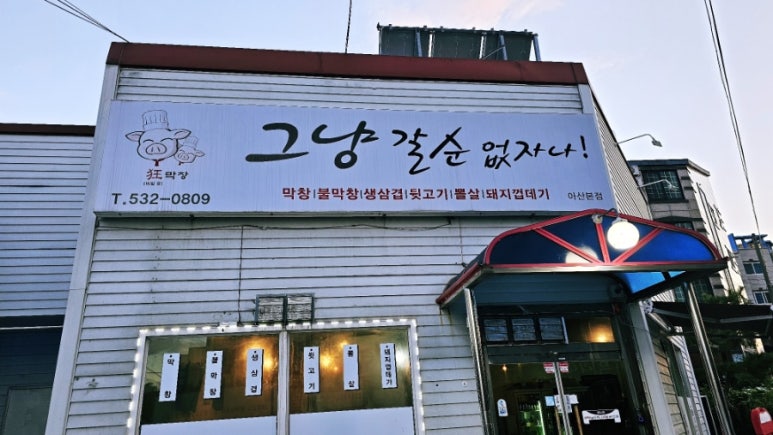 그냥 갈순 없잖아!
狂막창
막창|불막창|생삼겹|뒷고기|뽈살|돼지껍데기
아산본점
T.532-0809
막창
불막창
생삼겹
뒷고기
뽈살
돼지껍데기